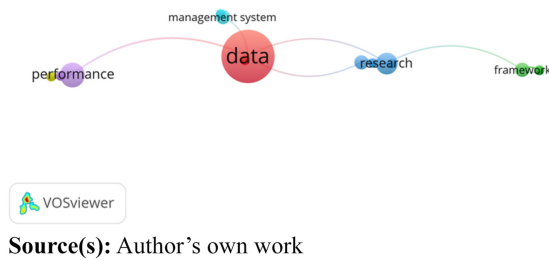 management system
data
performance
research
framework
VOSviewer
Source(s): Author's own work